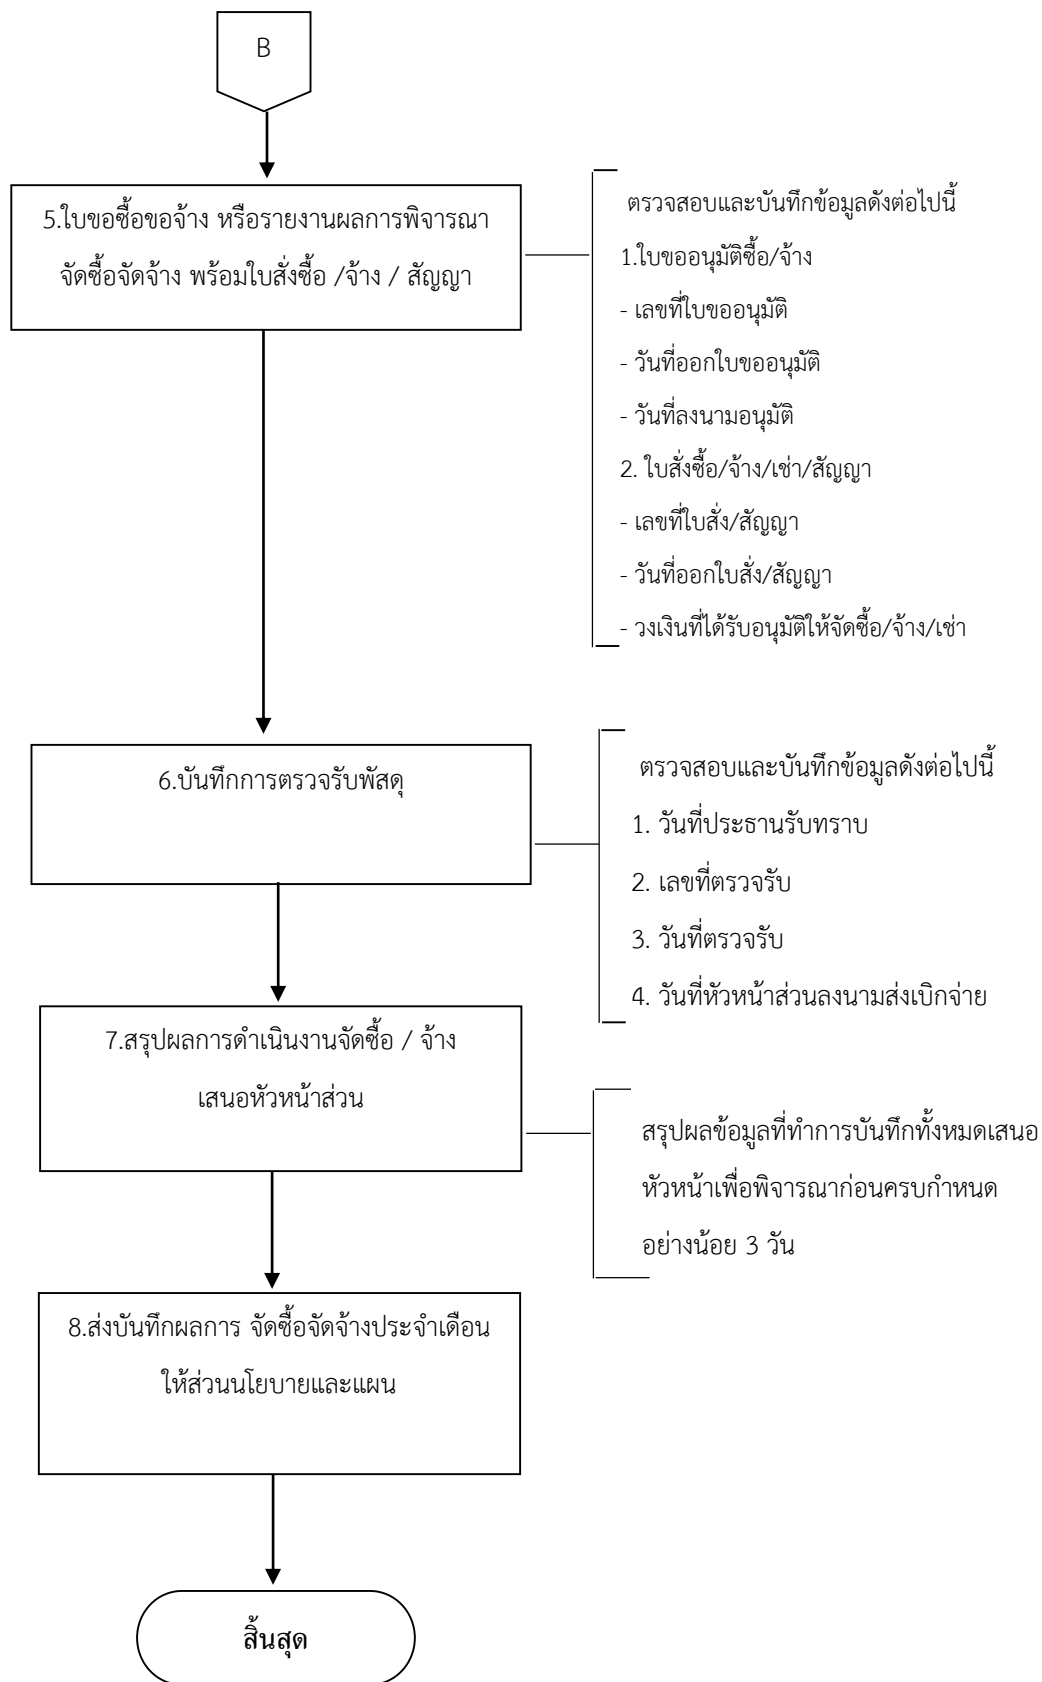 B
5.ใบขอซื้อขอจ้าง หรือรายงานผลการพิจารณา
จัดซื้อจัดจ้าง พร้อมใบสั่งซื้อ /จ้าง / สัญญา
ตรวจสอบและบันทึกข้อมูลดังต่อไปนี้
1.ใบขออนุมัติซื้อ/จ้าง
- เลขที่ใบขออนุมัติ
- วันที่ออกใบขออนุมัติ
- วันที่ลงนามอนุมัติ
2. ใบสั่งซื้อ/จ้าง/เช่า/สัญญา
- เลขที่ใบสั่ง/สัญญา
- วันที่ออกใบสั่ง/สัญญา
- วงเงินที่ได้รับอนุมัติให้จัดซื้อ/จ้าง/เช่า
6.บันทึกการตรวจรับพัสดุ
ตรวจสอบและบันทึกข้อมูลดังต่อไปนี้
1. วันที่ประธานรับทราบ
2. เลขที่ตรวจรับ
3. วันที่ตรวจรับ
4. วันที่หัวหน้าส่วนลงนามส่งเบิกจ่าย
7.สรุปผลการดำเนินงานจัดซื้อ / จ้าง
เสนอหัวหน้าส่วน
สรุปผลข้อมูลที่ทำการบันทึกทั้งหมดเสนอ
หัวหน้าเพื่อพิจารณาก่อนครบกำหนด
อย่างน้อย 3 วัน
8.ส่งบันทึกผลการ จัดซื้อจัดจ้างประจำเดือน
ให้ส่วนนโยบายและแผน
สิ้นสุด